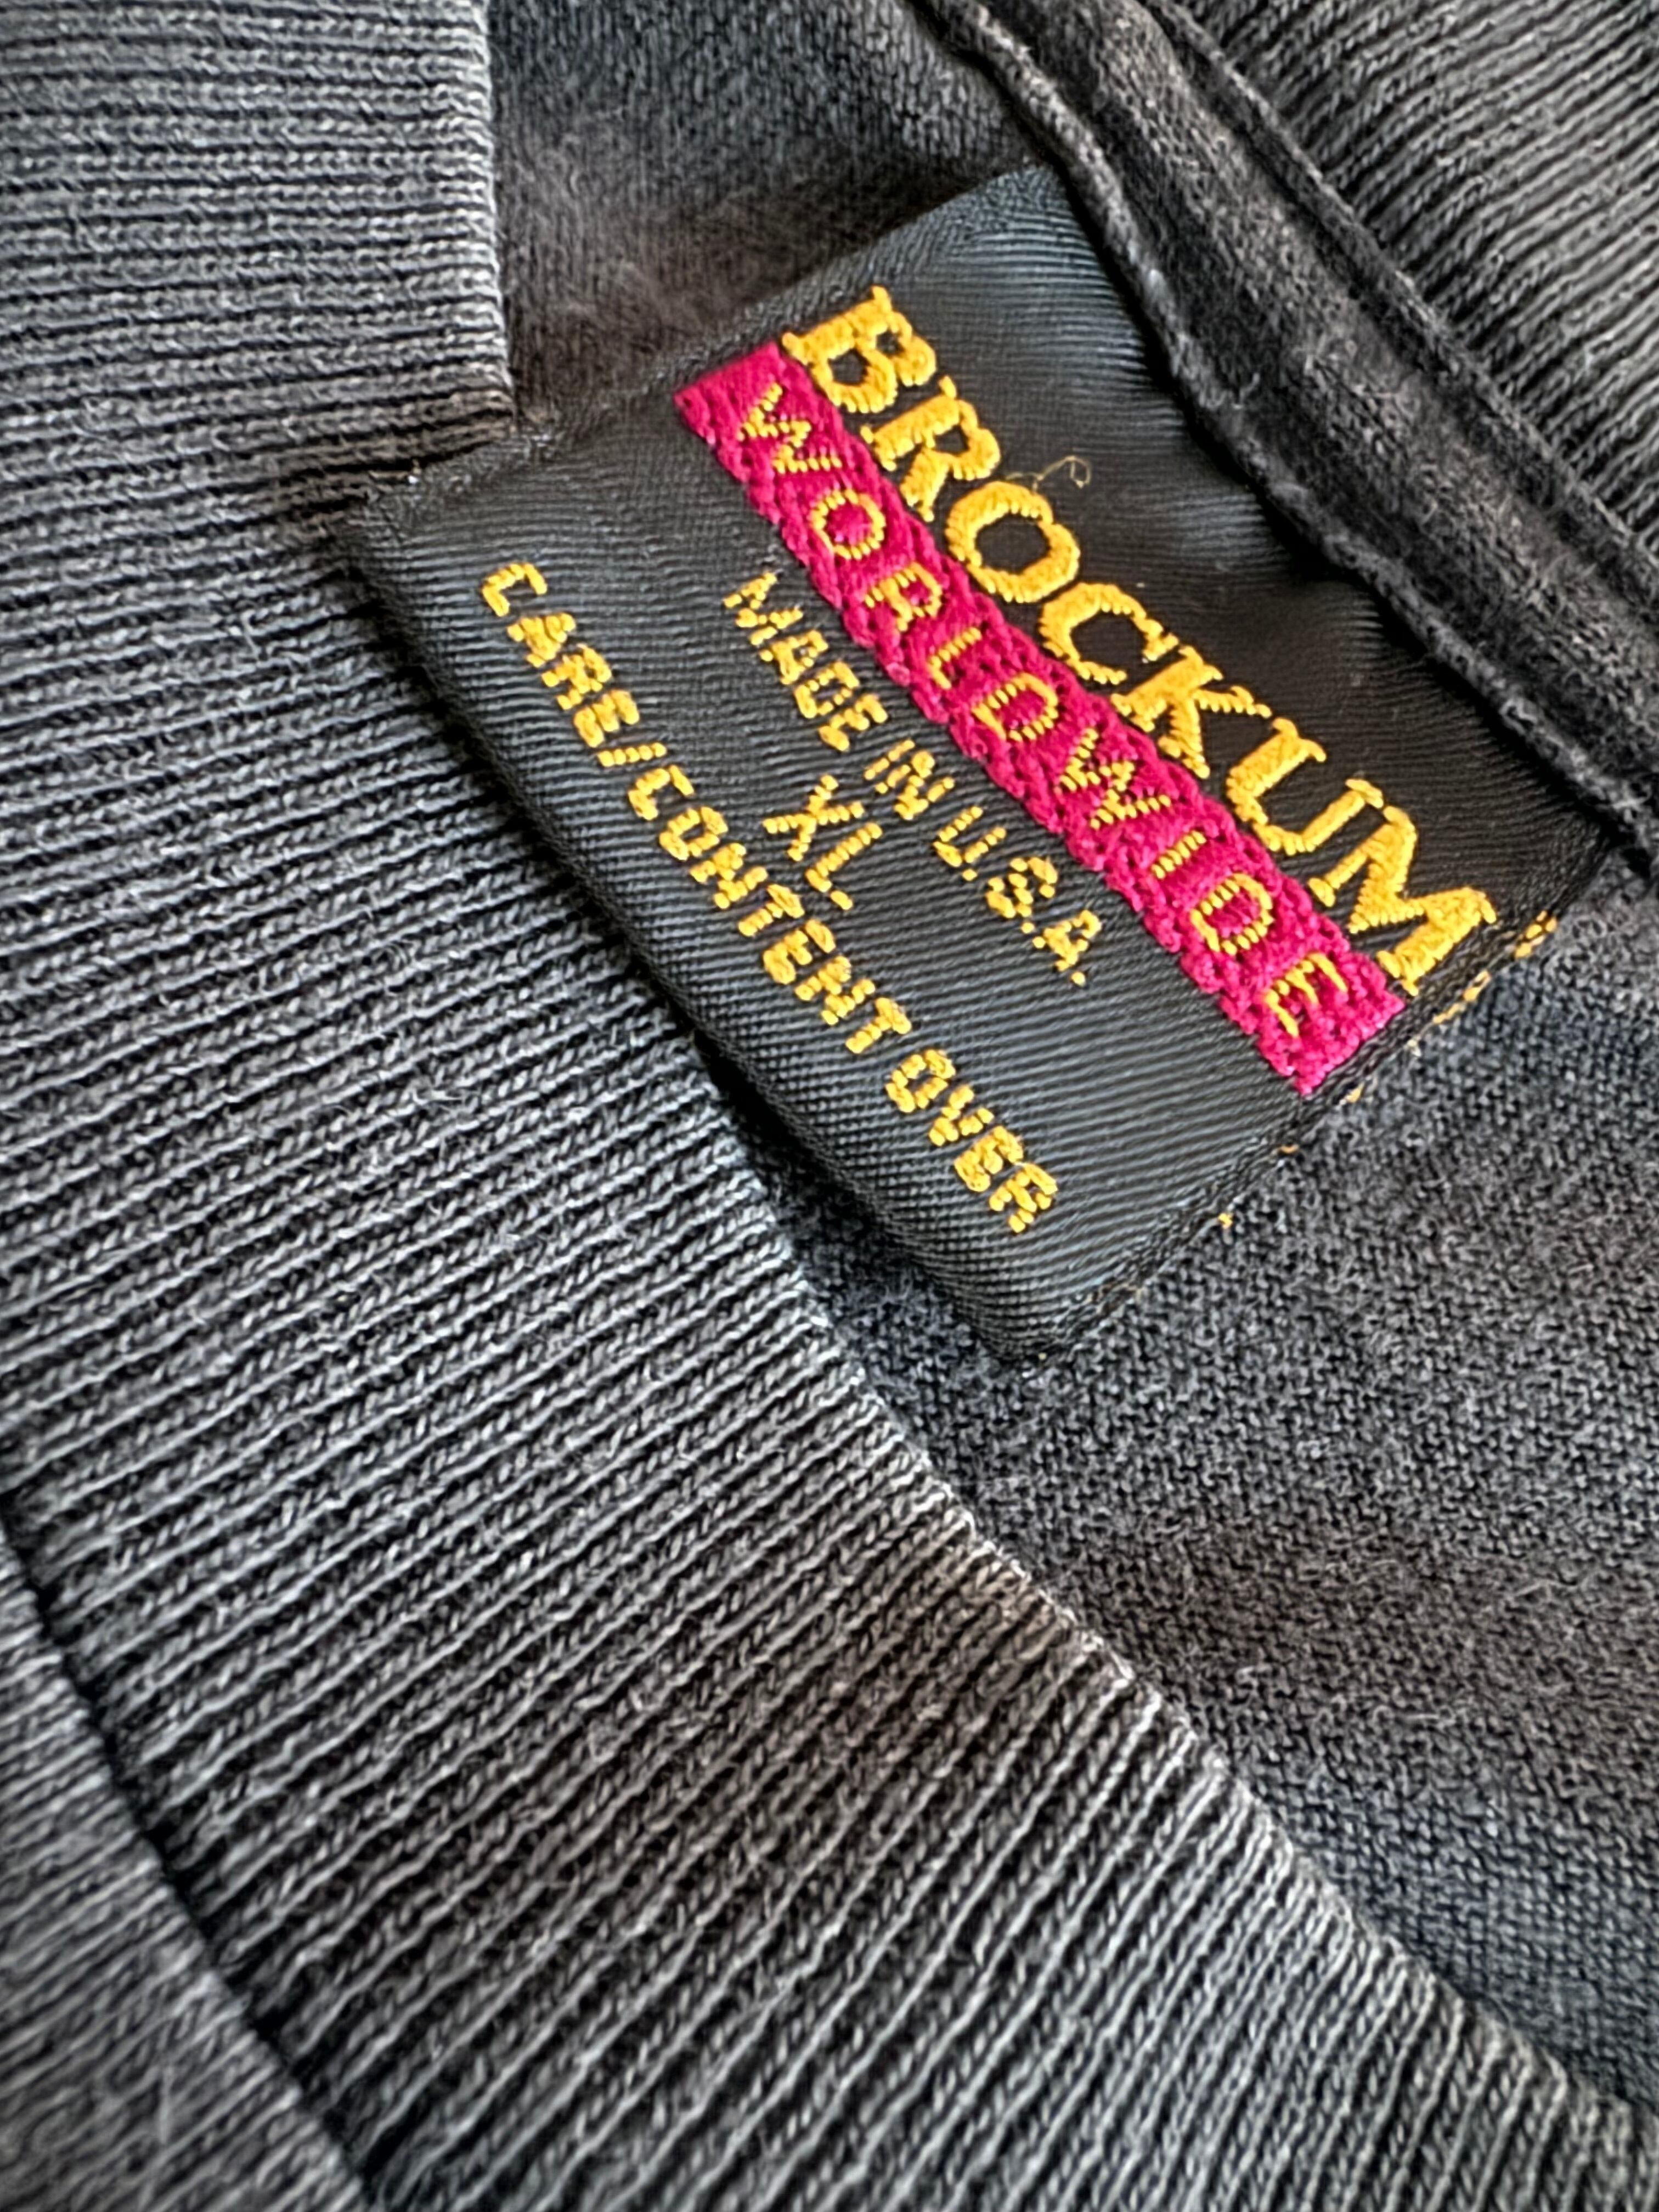 BROCKUM
WORLDWIDE
MADE IN U.S.A.
XL
CARE/CONTENT OVER